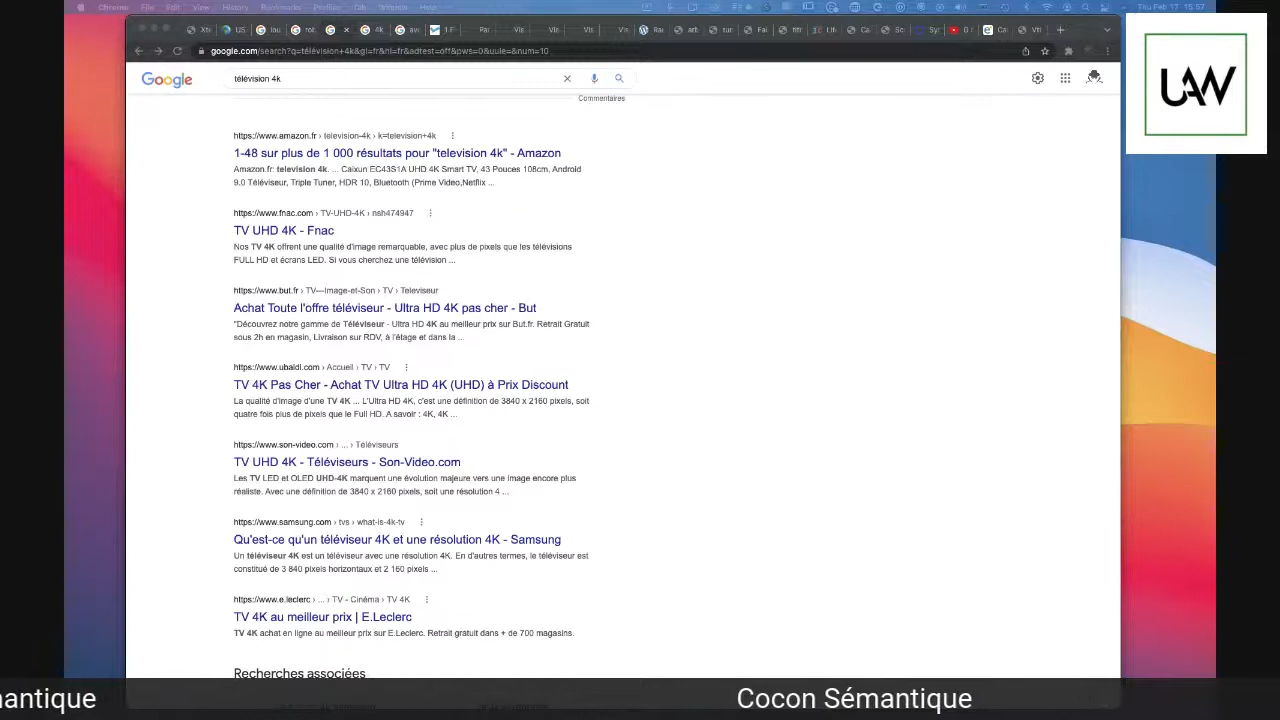 Chrome File Edit View History Bookmarks Profiles Tab Window Help
Thu Feb 17 15:57
google.com/search?q=télévision+4k&gl=fr&hl=fr&adtest=off&pws=0&uule=&num=10
UAW
Google
télévision 4k
Commentaires
https://www.amazon.fr › television-4k › k=television+4k
1-48 sur plus de 1 000 résultats pour "television 4k" - Amazon
Amazon.fr: television 4k. ... Caixun EC43S1A UHD 4K Smart TV, 43 Pouces 108cm, Android
9.0 Téléviseur, Triple Tuner, HDR 10, Bluetooth (Prime Video,Netflix ...
https://www.fnac.com › TV-UHD-4K › nsh474947
TV UHD 4K - Fnac
Nos TV 4K offrent une qualité d'image remarquable, avec plus de pixels que les télévisions
FULL HD et écrans LED. Si vous cherchez une télévision ...
https://www.but.fr › TV---Image-et-Son › TV › Televiseur
Achat Toute l'offre téléviseur - Ultra HD 4K pas cher - But
"Découvrez notre gamme de Téléviseur - Ultra HD 4K au meilleur prix sur But.fr. Retrait Gratuit
sous 2h en magasin, Livraison sur RDV, à l'étage et dans la ...
https://www.ubaldi.com › Accueil › TV › TV
TV 4K Pas Cher - Achat TV Ultra HD 4K (UHD) à Prix Discount
La qualité d'image d'une TV 4K ... L'Ultra HD 4K, c'est une définition de 3840 x 2160 pixels, soit
quatre fois plus de pixels que le Full HD. A savoir : 4K, 4K ...
https://www.son-video.com › ... › Téléviseurs
TV UHD 4K - Téléviseurs - Son-Video.com
Les TV LED et OLED UHD-4K marquent une évolution majeure vers une image encore plus
réaliste. Avec une définition de 3840 x 2160 pixels, soit une résolution 4 ...
https://www.samsung.com › tvs › what-is-4k-tv
Qu'est-ce qu'un téléviseur 4K et une résolution 4K - Samsung
Un téléviseur 4K est un téléviseur avec une résolution 4K. En d'autres termes, le téléviseur est
constitué de 3 840 pixels horizontaux et 2 160 pixels ...
https://www.e.leclerc › ... › TV - Cinéma › TV 4K
TV 4K au meilleur prix | E.Leclerc
TV 4K achat en ligne au meilleur prix sur E.Leclerc. Retrait gratuit dans + de 700 magasins.
Recherches associées
mantique
Cocon Sémantique